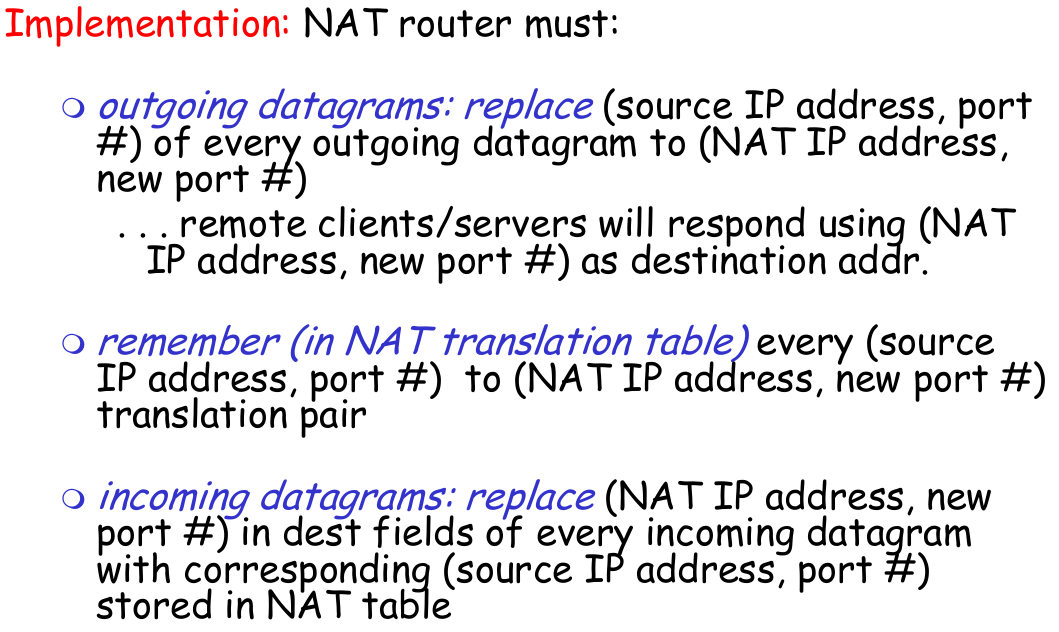 Implementation: NAT router must:
outgoing datagrams: replace (source IP address, port
#) of every outgoing datagram to (NAT IP address,
new port #)
. . . remote clients/servers will respond using (NAT
IP address, new port #) as destination addr.
remember (in NAT translation table) every (source
IP address, port #) to (NAT IP address, new port #)
translation pair
incoming datagrams: replace (NAT IP address, new
port #) in dest fields of every incoming datagram
with corresponding (source IP address, port #)
stored in NAT table